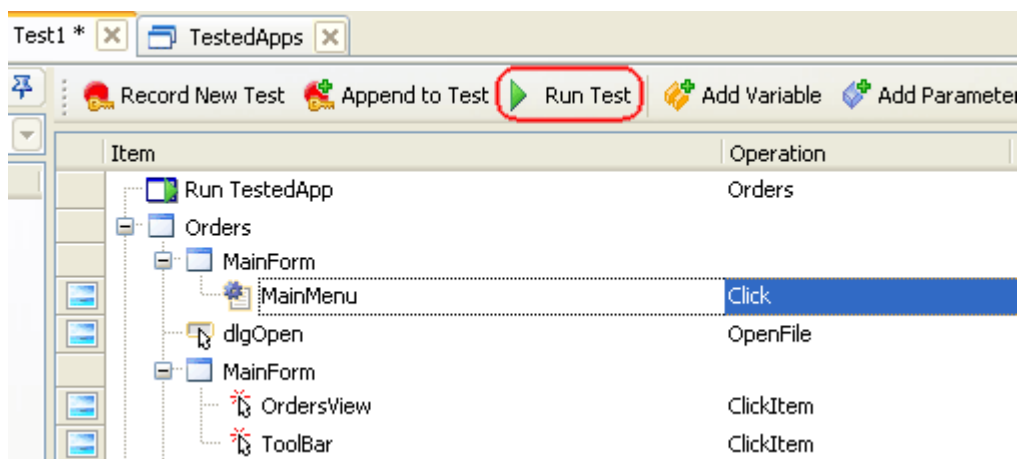 Test1 * TestedApps
Record New Test Append to Test Run Test Add Variable Add Parameter
Item Operation
Run TestedApp Orders
Orders
MainForm
MainMenu Click
dlgOpen OpenFile
MainForm
OrdersView ClickItem
ToolBar ClickItem